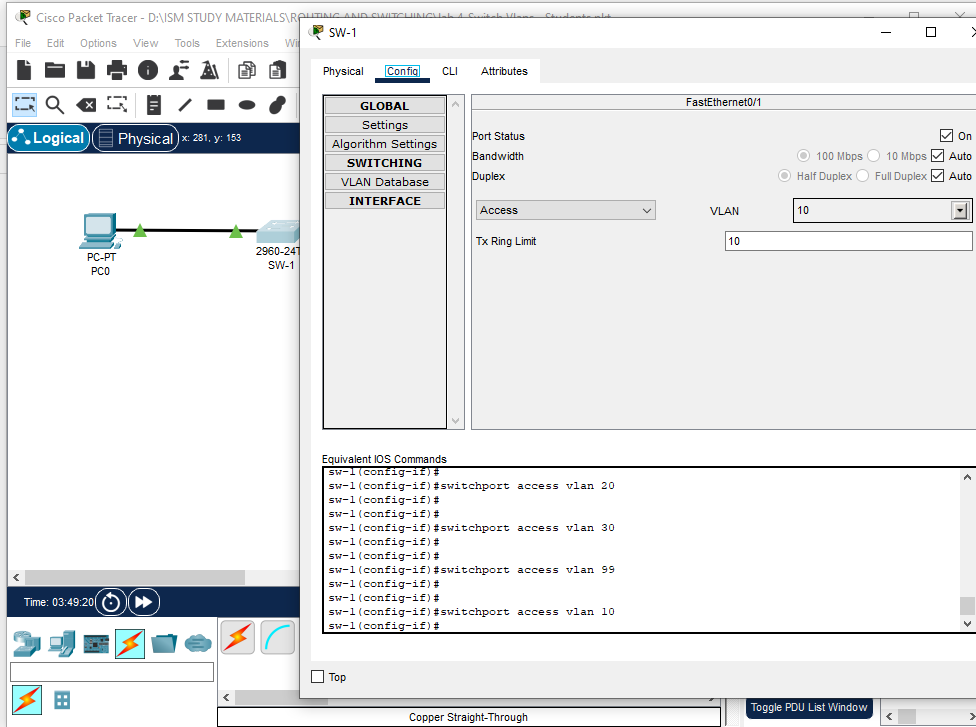 Cisco Packet Tracer - D:\ISM STUDY MATERIALS\ROUTING AND SWITCHING\lab 4-Switch Vlans - Students.pkt
File Edit Options View Tools Extensions
SW-1
Physical Config CLI Attributes
Logical Physical x: 281, y: 153
GLOBAL
Settings
Algorithm Settings
SWITCHING
VLAN Database
INTERFACE
FastEthernet0/1
Port Status On
Bandwidth 100 Mbps 10 Mbps Auto
Duplex Half Duplex Full Duplex Auto
Access VLAN 10
Tx Ring Limit 10
PC-PT
PC0
2960-24T
SW-1
Equivalent IOS Commands
sw-1(config-if)#
sw-1(config-if)#switchport access vlan 20
sw-1(config-if)#
sw-1(config-if)#
sw-1(config-if)#switchport access vlan 30
sw-1(config-if)#
sw-1(config-if)#
sw-1(config-if)#switchport access vlan 99
sw-1(config-if)#
sw-1(config-if)#
sw-1(config-if)#switchport access vlan 10
sw-1(config-if)#
Top
Time: 03:49:20
Copper Straight-Through
Toggle PDU List Window